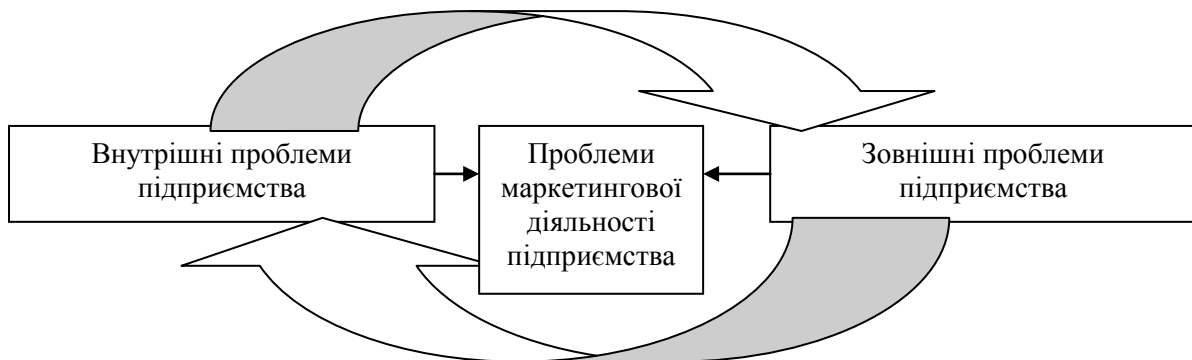 Внутрішні проблеми
підприємства
Проблеми
маркетингової
діяльності
підприємства
Зовнішні проблеми
підприємства